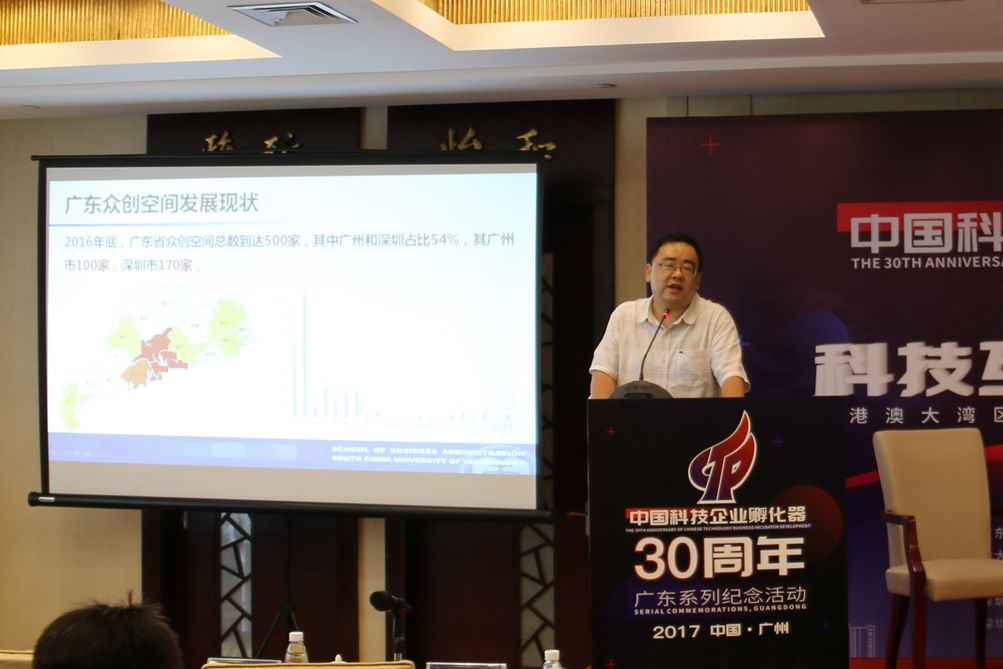 广东众创空间发展现状
2016年底，广东省众创空间总数到达500家，其中广州和深圳占比54%，其广州
市100家，深圳市170家，
SCHOOL OF BUSINESS ADMINISTRATION
SOUTH CHINA UNIVERSITY OF TECHNOLOGY
中国科
THE 30TH ANNIVERSA
科技
港澳大湾区
中国科技企业孵化器
THE 30TH ANNIVERSARY OF CHINESE TECHNOLOGY BUSINESS INCUBATOR DEVELOPMENT
30周年
广东系列纪念活动
SERIAL COMMEMORATIONS, GUANGDONG
2017 中国·广州